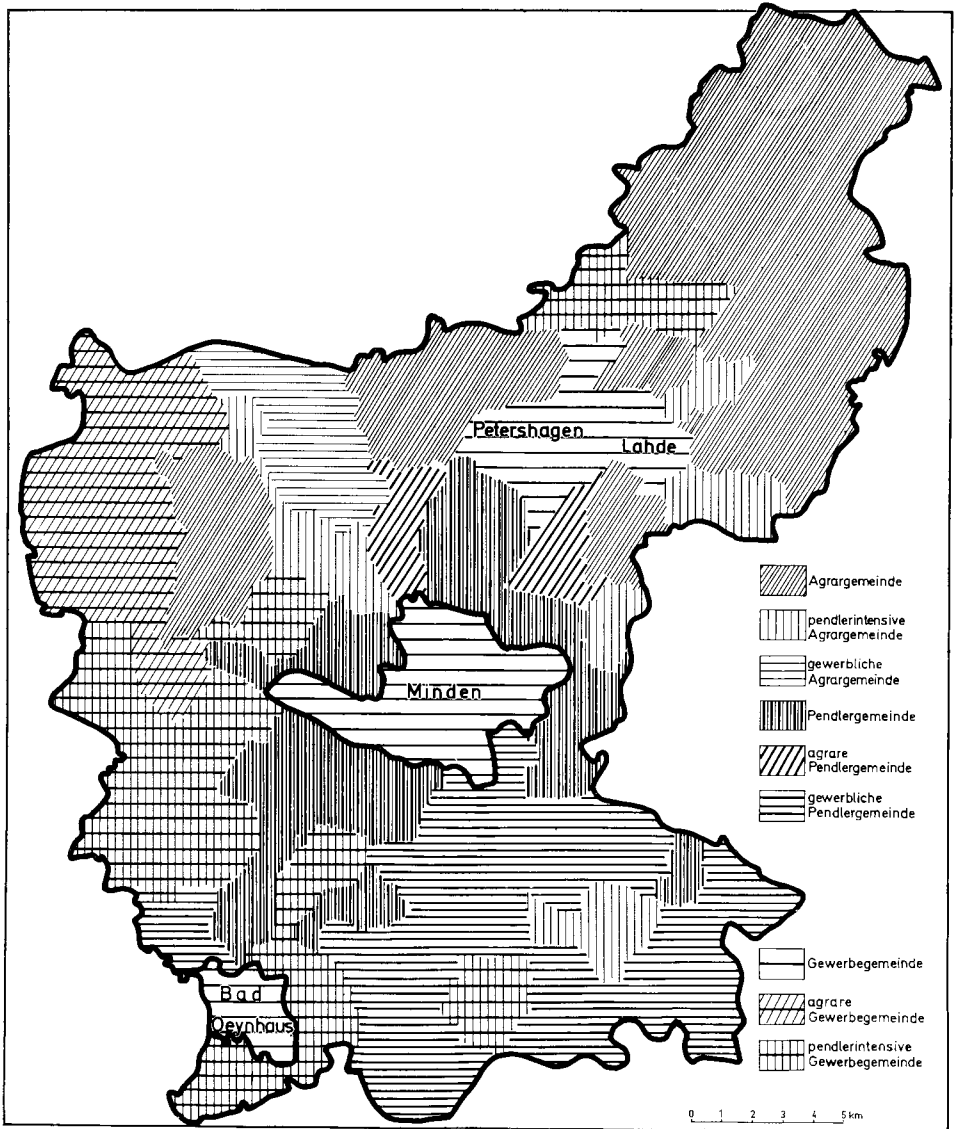 Petershagen
Lahde
Minden
Bad
Oeynhaus
Agrargemeinde
pendlerintensive
Agrargemeinde
gewerbliche
Agrargemeinde
Pendlergemeinde
agrare
Pendlergemeinde
gewerbliche
Pendlergemeinde
Gewerbegemeinde
agrare
Gewerbegemeinde
pendlerintensive
Gewerbegemeinde
0 1 2 3 4 5 km